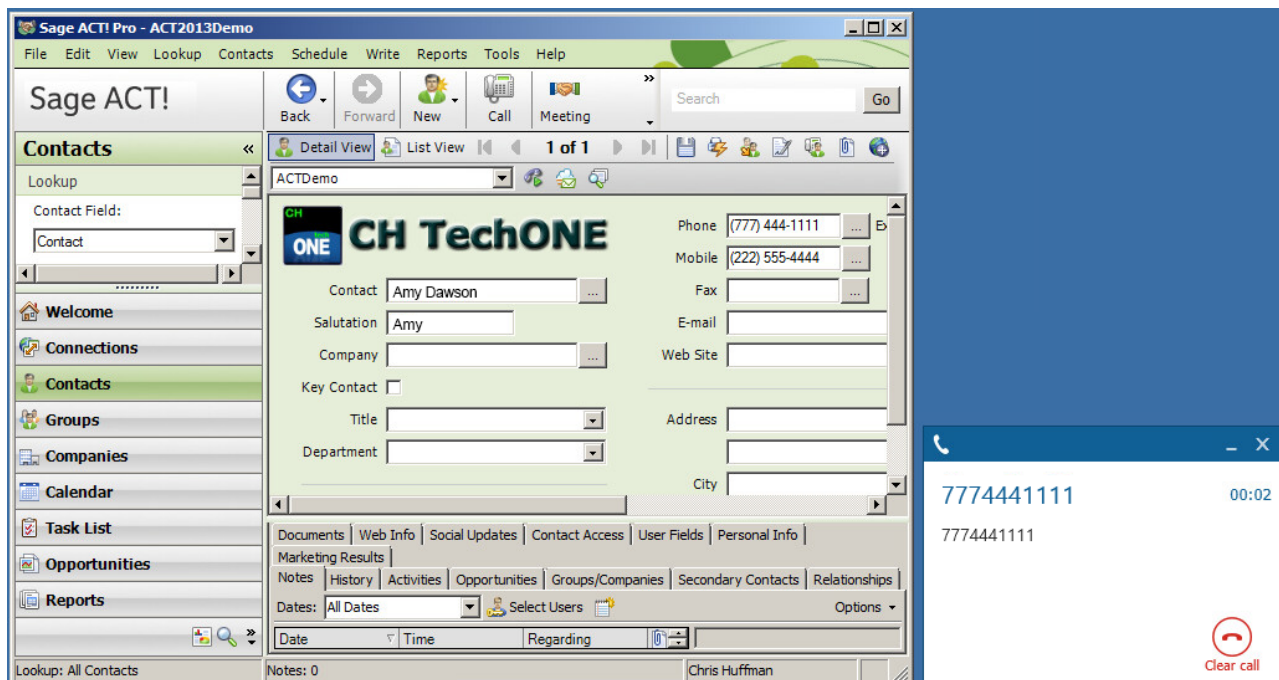 Sage ACT! Pro - ACT2013Demo
File Edit View Lookup Contacts Schedule Write Reports Tools Help
Sage ACT!
Back Forward New Call Meeting
Search Go
Contacts
Detail View List View 1 of 1
Lookup
ACTDemo
Contact Field:
Contact
CH
tech
ONE
CH TechONE
Phone (777) 444-1111 ...
Mobile (222) 555-4444 ...
Contact Amy Dawson ...
Fax ...
Salutation Amy
E-mail
Company ...
Web Site
Key Contact
Title
Address
Department
City
Welcome
Connections
Contacts
Groups
Companies
Calendar
Task List
Opportunities
Reports
Documents Web Info Social Updates Contact Access User Fields Personal Info
Marketing Results
Notes History Activities Opportunities Groups/Companies Secondary Contacts Relationships
Dates: All Dates Select Users Options
Date Time Regarding
Lookup: All Contacts Notes: 0 Chris Huffman
7774441111 00:02
7774441111
Clear call